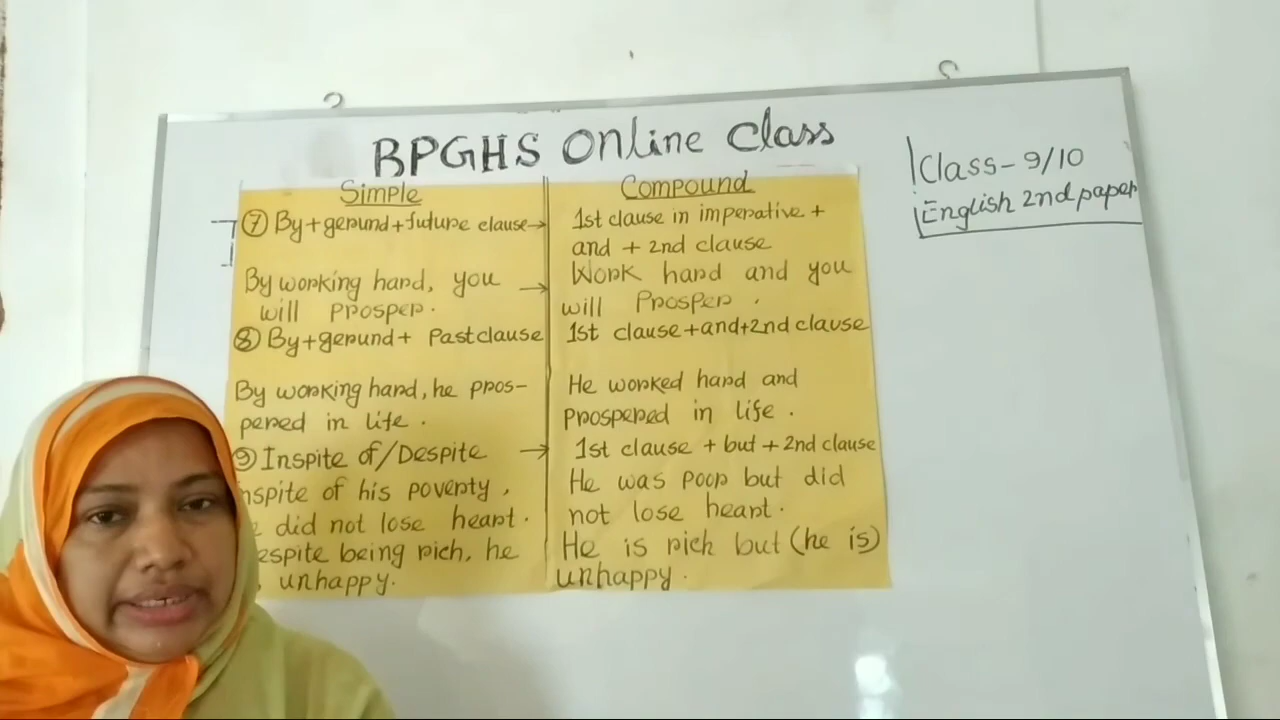 BPGHS Online Class
Class-9/10
English 2nd paper
Simple
⑦ By+gerund+future clause→
By working hard, you →
will prosper.
⑧ By+gerund+ Past clause
By working hard, he pros-
pered in life.
⑨ Inspite of/Despite →
nspite of his poverty,
did not lose heart.
espite being rich, he
unhappy.
Compound
1st clause in imperative +
and + 2nd clause
Work hard and you
will Prosper.
1st clause+and+2nd clause
He worked hard and
prospered in life.
1st clause + but + 2nd clause
He was poor but did
not lose heart.
He is rich but (he is)
unhappy.